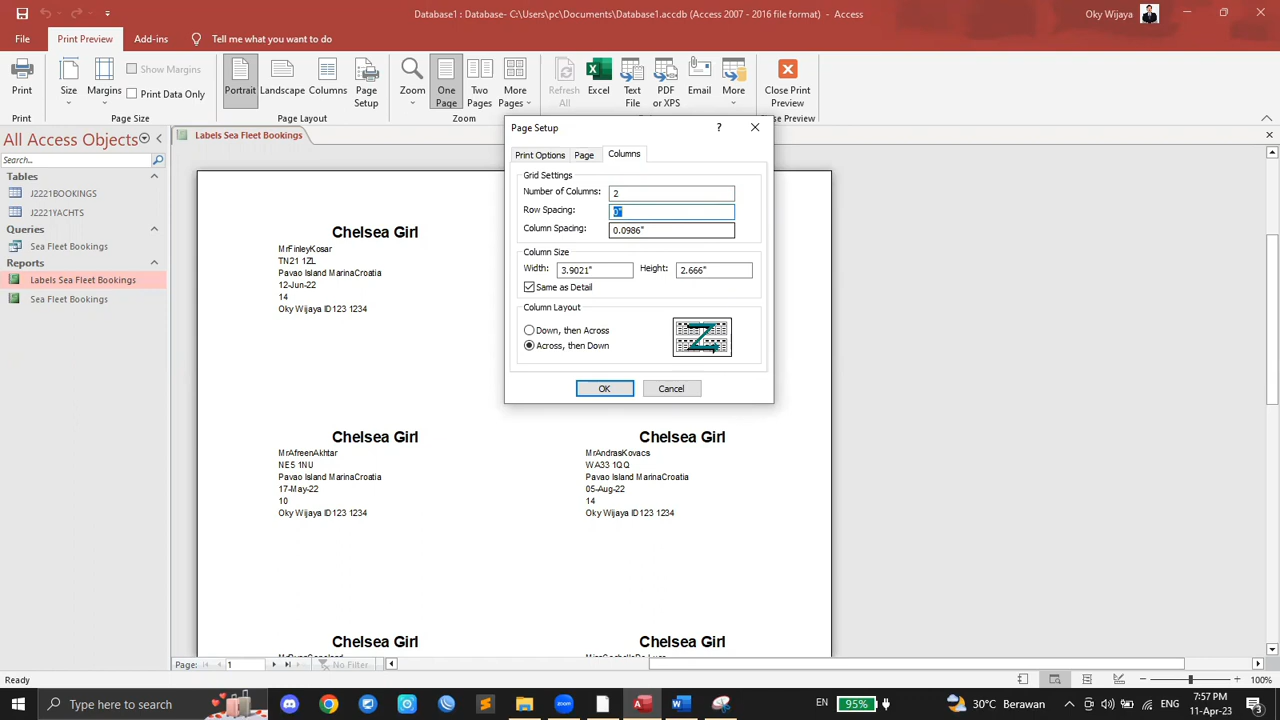 Database1 : Database- C:\Users\pc\Documents\Database1.accdb (Access 2007 - 2016 file format) - Access
Oky Wijaya
File
Print Preview
Add-ins
Tell me what you want to do
Print
Size
Margins
Show Margins
Print Data Only
Portrait
Landscape
Columns
Page Setup
Zoom
One Page
Two Pages
More Pages
Refresh All
Excel
Text File
PDF or XPS
Email
More
Close Print Preview
Print
Page Size
Page Layout
Zoom
Close Preview
All Access Objects
Search...
Tables
J2221BOOKINGS
J2221YACHTS
Queries
Sea Fleet Bookings
Reports
Labels Sea Fleet Bookings
Sea Fleet Bookings
Labels Sea Fleet Bookings
Chelsea Girl
MrFinleyKosar
TN21 1ZL
Pavao Island MarinaCroatia
12-Jun-22
14
Oky Wijaya ID123 1234
Chelsea Girl
MrAfreenAkhtar
NE5 1NU
Pavao Island MarinaCroatia
17-May-22
10
Oky Wijaya ID123 1234
Chelsea Girl
MrAndrasKovacs
WA33 1QQ
Pavao Island MarinaCroatia
05-Aug-22
14
Oky Wijaya ID123 1234
Chelsea Girl
Chelsea Girl
Page Setup
?
Print Options
Page
Columns
Grid Settings
Number of Columns: 2
Row Spacing: 0"
Column Spacing: 0.0986"
Column Size
Width: 3.9021" Height: 2.666"
Same as Detail
Column Layout
Down, then Across
Across, then Down
OK
Cancel
Page: 1
No Filter
Ready
100%
Type here to search
zoom
EN
95%
30°C Berawan
ENG
7:57 PM
11-Apr-23